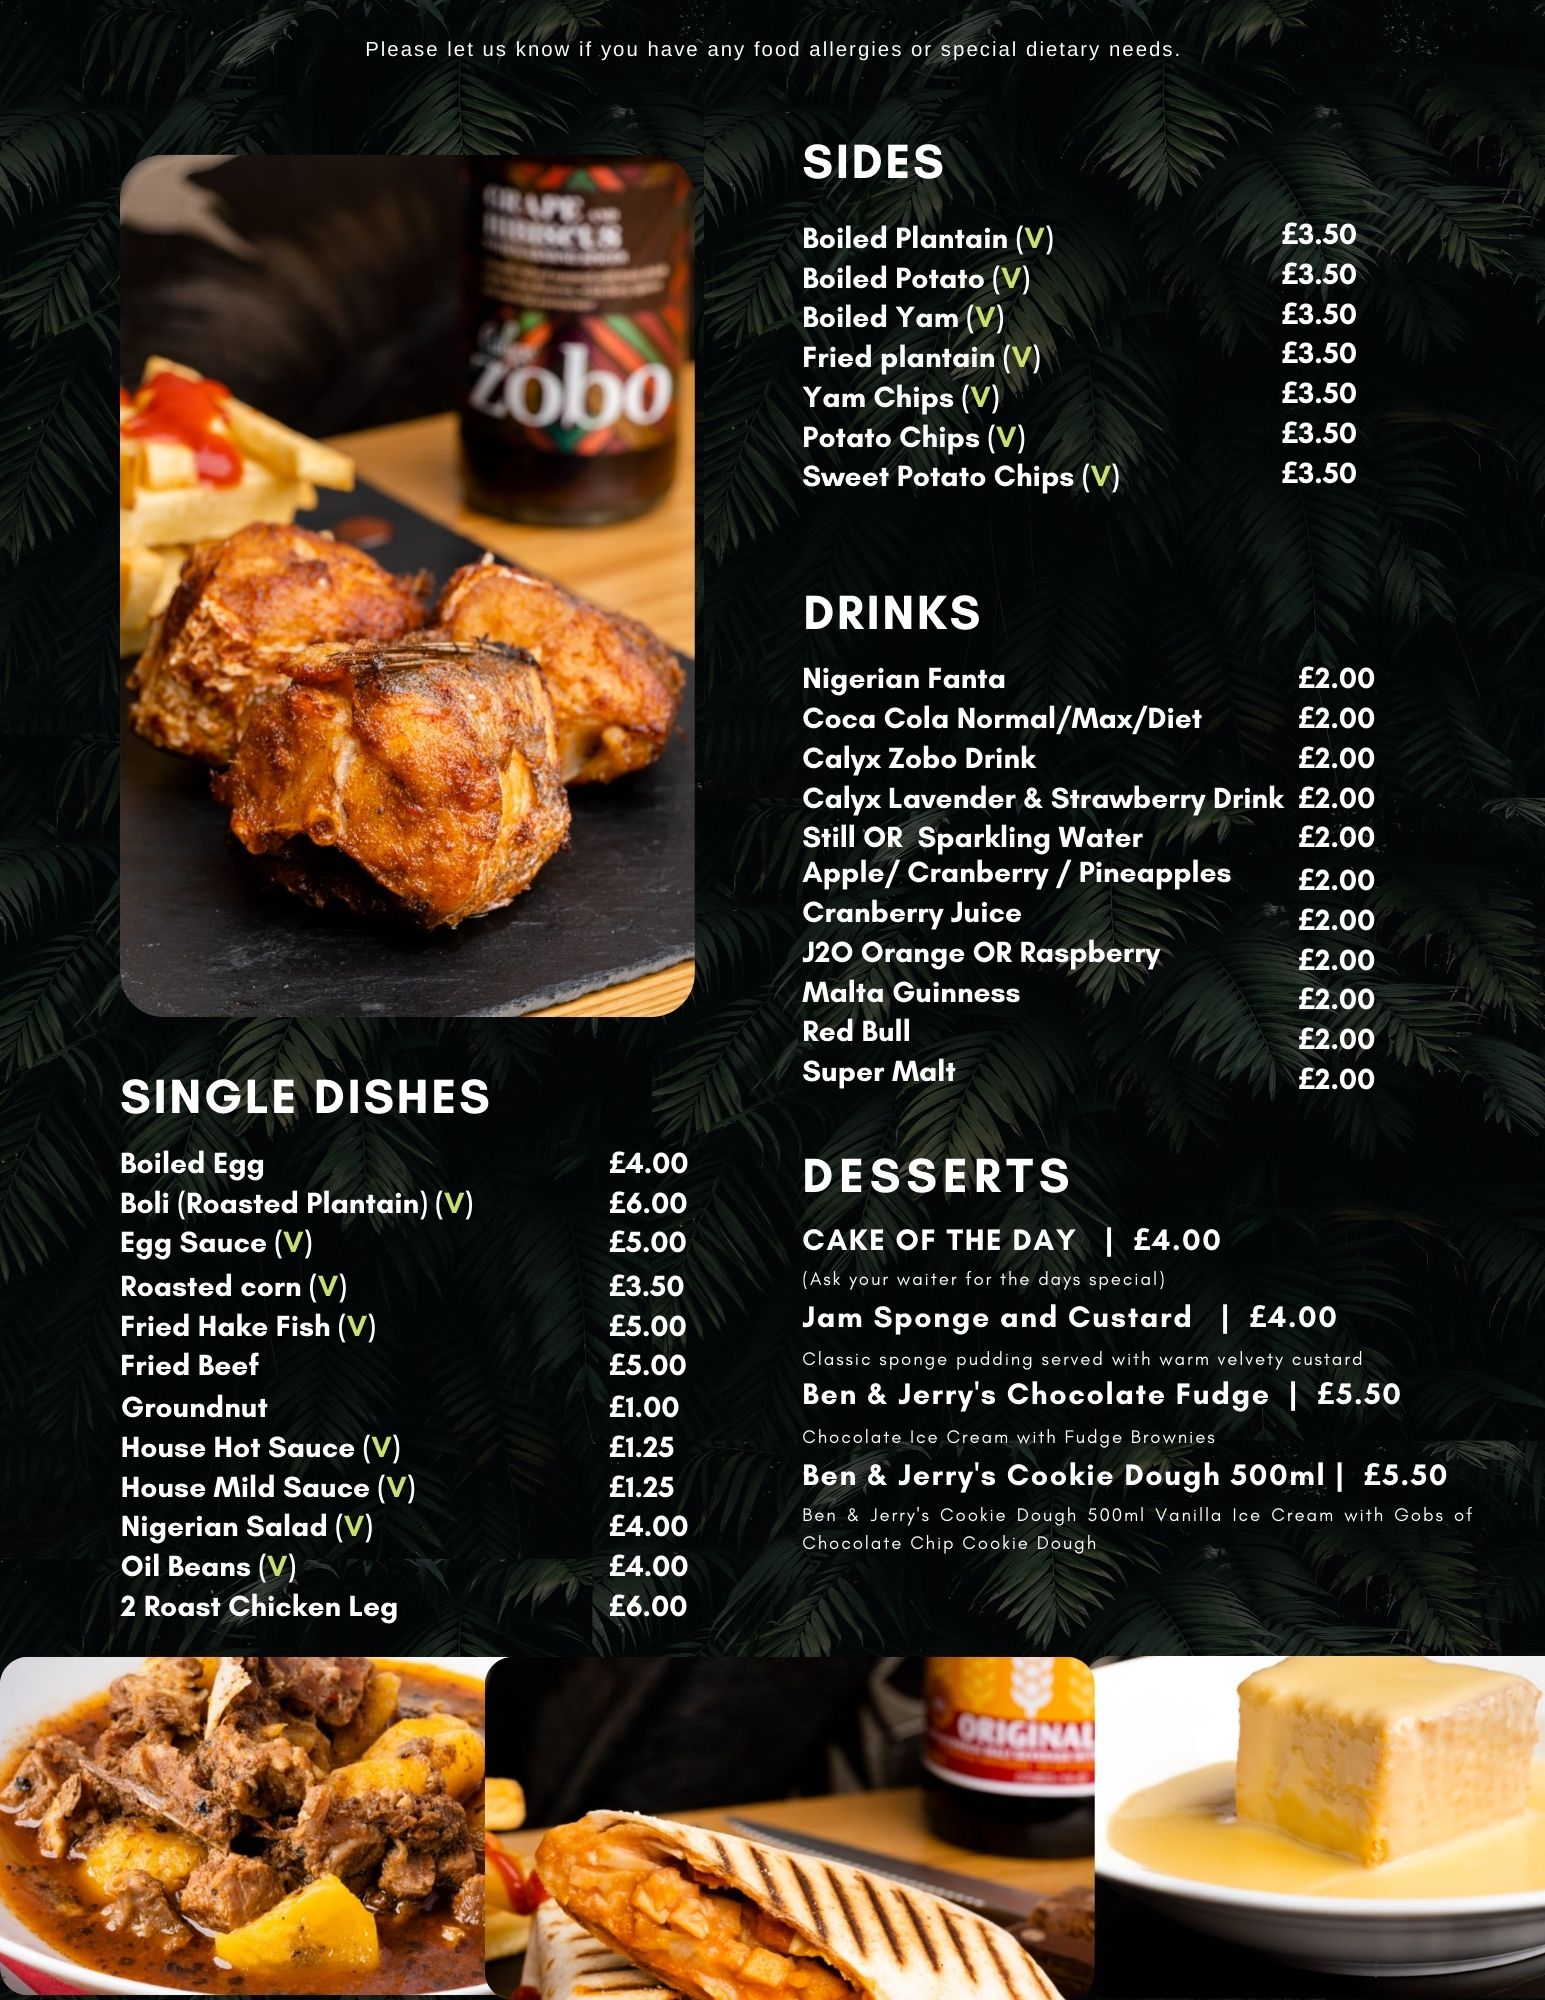 Please let us know if you have any food allergies or special dietary needs.
GRAPE AND
HIBISCUS
Zobo
SIDES
Boiled Plantain (V) £3.50
Boiled Potato (V) £3.50
Boiled Yam (V) £3.50
Fried plantain (V) £3.50
Yam Chips (V) £3.50
Potato Chips (V) £3.50
Sweet Potato Chips (V) £3.50
DRINKS
Nigerian Fanta £2.00
Coca Cola Normal/Max/Diet £2.00
Calyx Zobo Drink £2.00
Calyx Lavender & Strawberry Drink £2.00
Still OR Sparkling Water £2.00
Apple/ Cranberry / Pineapples £2.00
Cranberry Juice £2.00
J2O Orange OR Raspberry £2.00
Malta Guinness £2.00
Red Bull £2.00
Super Malt £2.00
SINGLE DISHES
Boiled Egg £4.00
Boli (Roasted Plantain) (V) £6.00
Egg Sauce (V) £5.00
Roasted corn (V) £3.50
Fried Hake Fish (V) £5.00
Fried Beef £5.00
Groundnut £1.00
House Hot Sauce (V) £1.25
House Mild Sauce (V) £1.25
Nigerian Salad (V) £4.00
Oil Beans (V) £4.00
2 Roast Chicken Leg £6.00
DESSERTS
CAKE OF THE DAY | £4.00
(Ask your waiter for the days special)
Jam Sponge and Custard | £4.00
Classic sponge pudding served with warm velvety custard
Ben & Jerry's Chocolate Fudge | £5.50
Chocolate Ice Cream with Fudge Brownies
Ben & Jerry's Cookie Dough 500ml | £5.50
Ben & Jerry's Cookie Dough 500ml Vanilla Ice Cream with Gobs of
Chocolate Chip Cookie Dough
ORIGINAL